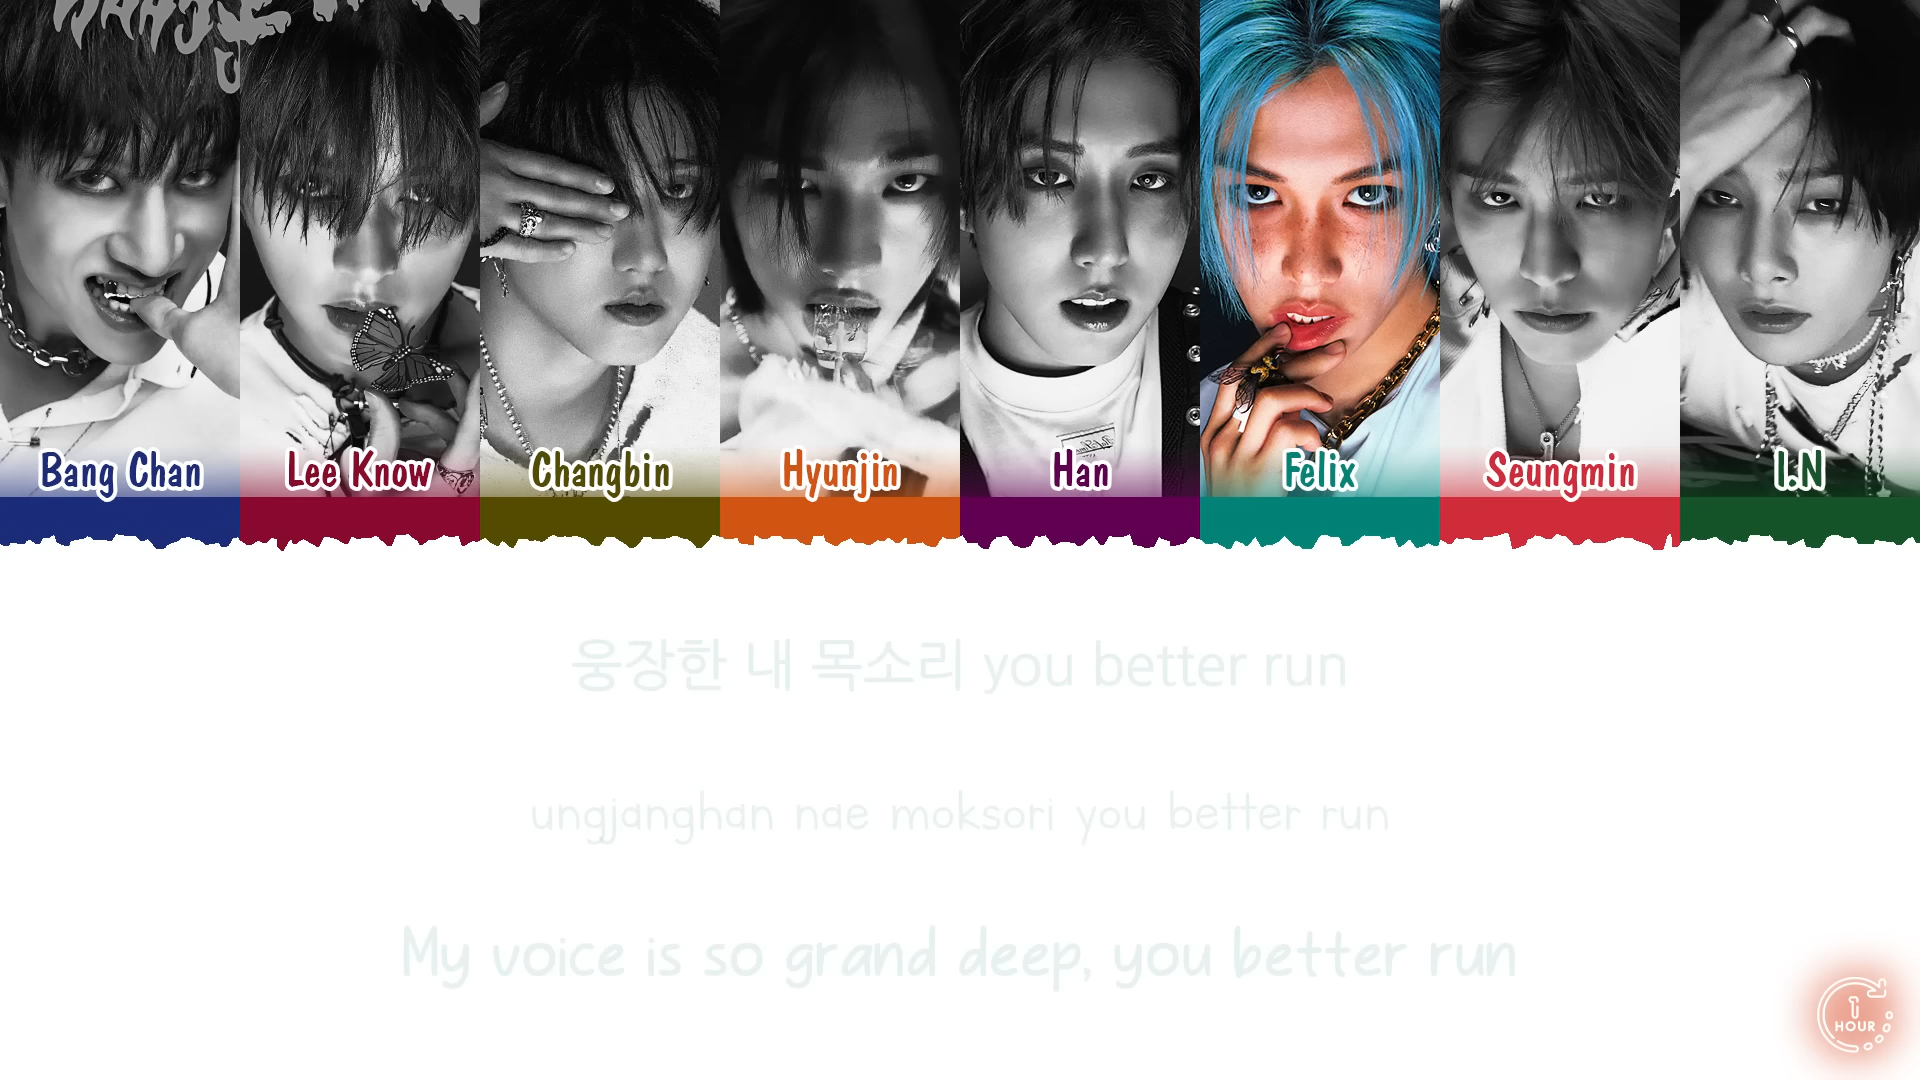 Bang Chan
Lee Know
Changbin
Hyunjin
Han
Felix
Seungmin
I.N
웅장한 내 목소리 you better run
ungjanghan nae moksori you better run
My voice is so grand deep, you better run
1
HOUR